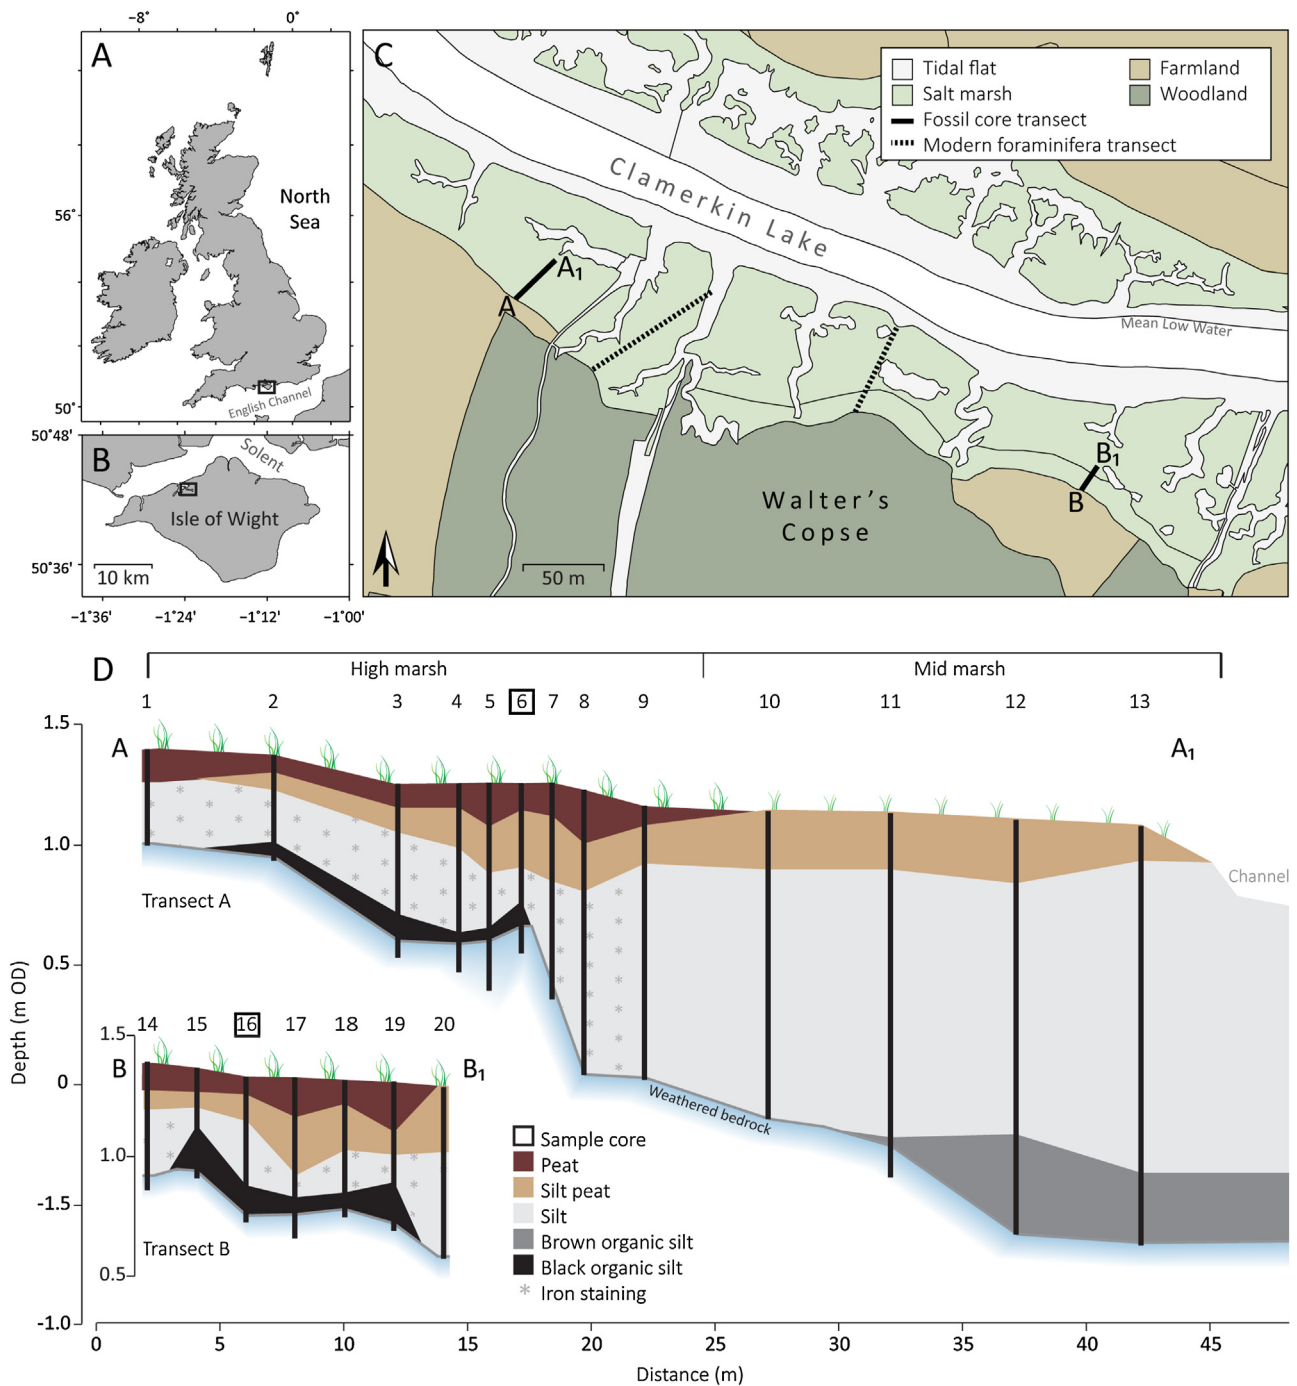 −8°
0°
A
North
Sea
56°
50°
English Channel
50°48'
B
Solent
Isle of Wight
50°36'
10 km
−1°36'
−1°24'
−1°12'
−1°00'
C
Tidal flat
Farmland
Salt marsh
Woodland
Fossil core transect
Modern foraminifera transect
Clamerkin Lake
Mean Low Water
A
A₁
B₁
B
Walter's
Copse
50 m
D
High marsh
Mid marsh
1 2 3 4 5 6 7 8 9 10 11 12 13
A
A₁
1.5
1.0
0.5
0
-1.5
-1.0
Depth (m OD)
Transect A
Channel
Weathered bedrock
14 15 16 17 18 19 20
1.5
B
B₁
1.0
Transect B
0.5
Sample core
Peat
Silt peat
Silt
Brown organic silt
Black organic silt
Iron staining
0 5 10 15 20 25 30 35 40 45
Distance (m)